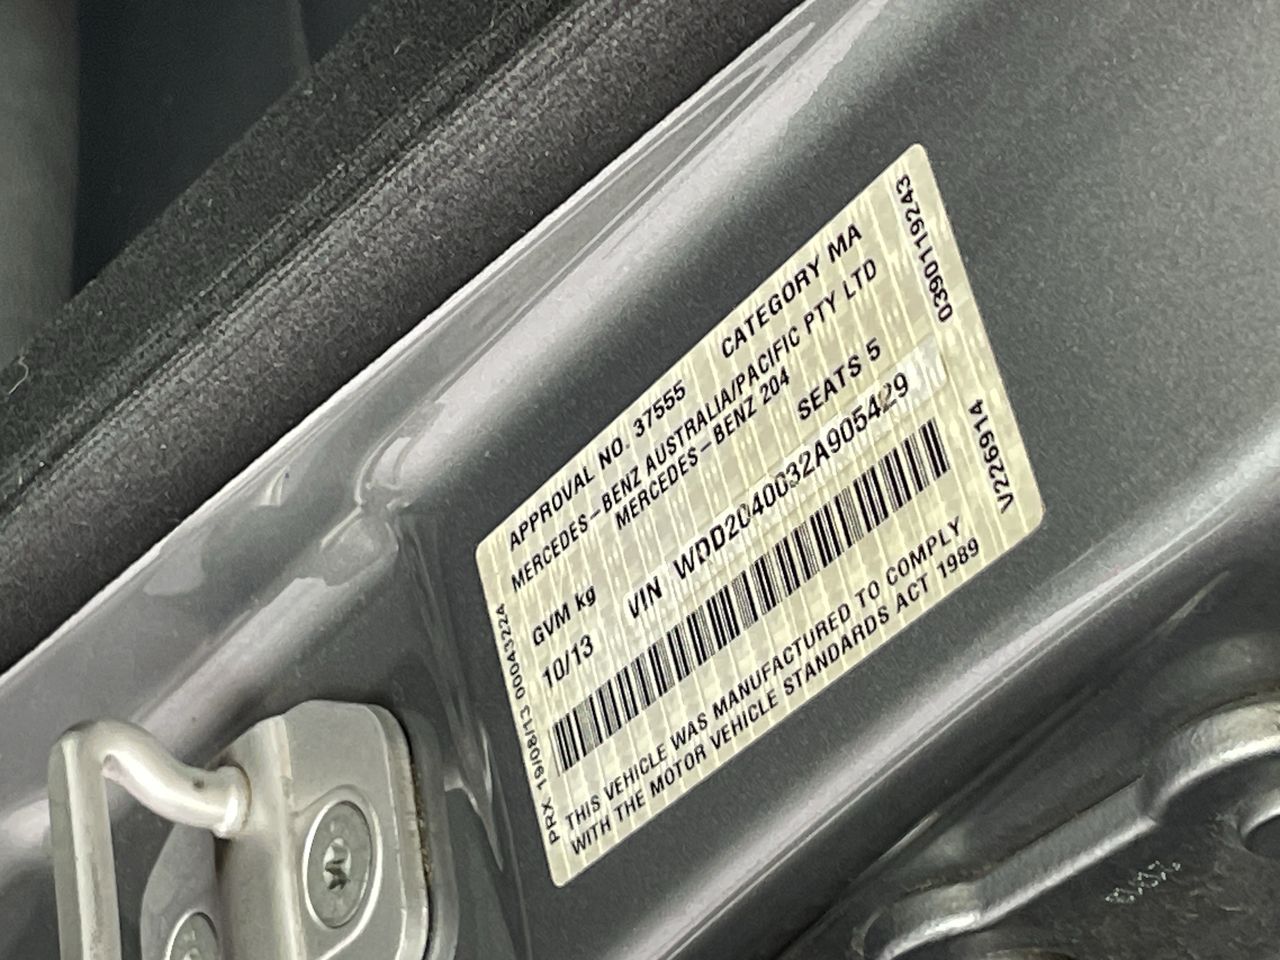 APPROVAL NO. 37555 CATEGORY MA
MERCEDES-BENZ AUSTRALIA/PACIFIC PTY LTD
MERCEDES-BENZ 204
GVM kg SEATS 5
10/13 VIN WDD2040032A905429
THIS VEHICLE WAS MANUFACTURED TO COMPLY
WITH THE MOTOR VEHICLE STANDARDS ACT 1989
PRX 19/08/13 00043224
0390119243
V226914